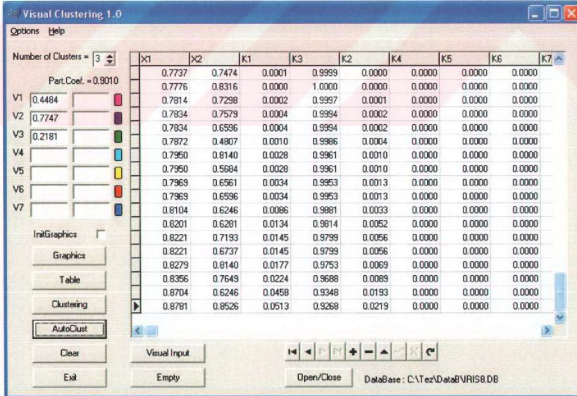 Visual Clustering 1.0
Options Help
Number of Clusters = 3
Part.Coef. = 0.9010
V1 0.4484
V2 0.7747
V3 0.2181
V4
V5
V6
V7
InitGraphics
Graphics
Table
Clustering
AutoClust
Clear
Exit
X1 X2 K1 K3 K2 K4 K5 K6 K7
0.7737 0.7474 0.0001 0.9999 0.0000 0.0000 0.0000 0.0000
0.7776 0.8316 0.0000 1.0000 0.0000 0.0000 0.0000 0.0000
0.7814 0.7298 0.0002 0.9997 0.0001 0.0000 0.0000 0.0000
0.7834 0.7579 0.0004 0.9994 0.0002 0.0000 0.0000 0.0000
0.7834 0.6596 0.0004 0.9994 0.0002 0.0000 0.0000 0.0000
0.7872 0.4807 0.0010 0.9986 0.0004 0.0000 0.0000 0.0000
0.7950 0.8140 0.0028 0.9961 0.0010 0.0000 0.0000 0.0000
0.7950 0.5684 0.0028 0.9961 0.0010 0.0000 0.0000 0.0000
0.7969 0.6561 0.0034 0.9953 0.0013 0.0000 0.0000 0.0000
0.7969 0.6596 0.0034 0.9953 0.0013 0.0000 0.0000 0.0000
0.8104 0.6246 0.0086 0.9881 0.0033 0.0000 0.0000 0.0000
0.8201 0.6281 0.0134 0.9814 0.0052 0.0000 0.0000 0.0000
0.8221 0.7193 0.0145 0.9799 0.0056 0.0000 0.0000 0.0000
0.8221 0.6737 0.0145 0.9799 0.0056 0.0000 0.0000 0.0000
0.8279 0.8140 0.0177 0.9753 0.0069 0.0000 0.0000 0.0000
0.8356 0.7649 0.0224 0.9688 0.0089 0.0000 0.0000 0.0000
0.8704 0.6246 0.0458 0.9348 0.0193 0.0000 0.0000 0.0000
0.8781 0.8526 0.0513 0.9268 0.0219 0.0000 0.0000 0.0000
Visual Input
Empty
Open/Close
DataBase : C:\Tez\DataB\IRIS8.DB